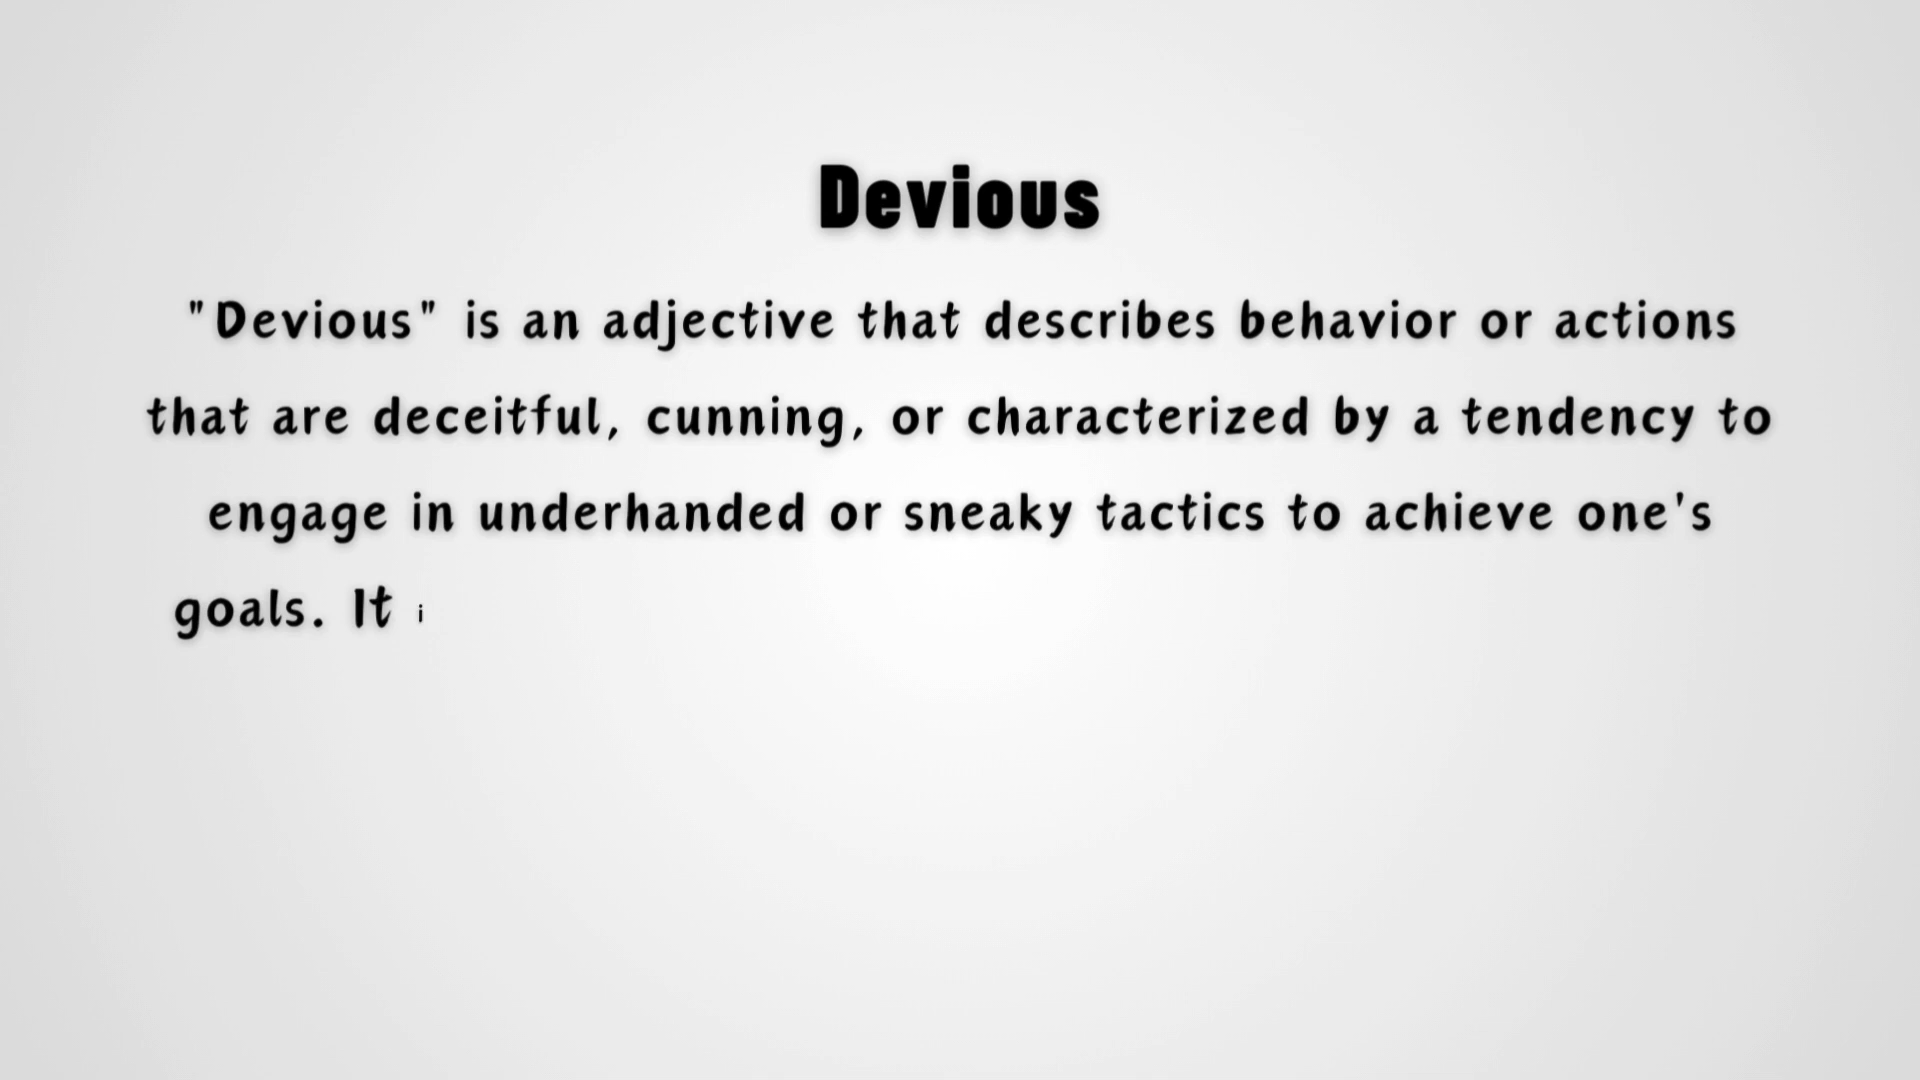 Devious
"Devious" is an adjective that describes behavior or actions
that are deceitful, cunning, or characterized by a tendency to
engage in underhanded or sneaky tactics to achieve one's
goals. It i